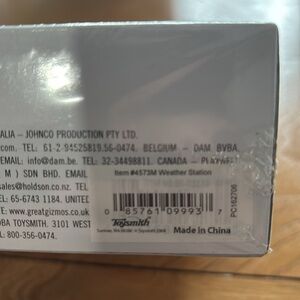 ALIA – JOHNCO PRODUCTION PTY LTD.
.com. TEL: 61-2-94525819.56-0474. BELGIUM – DAM BVBA.
EMAIL: info@dam.be TEL: 32-34498811. CANADA – PLAYWE
M ) SDN BHD. EMAIL
Item #4573M Weather Station
sales@holdson.co.nz
TEL: 65-6743 1184. UNITED
www.greatgizmos.co.uk
0 85761 09993 7
PC162706
OBA TOYSMITH. 3101 WEST
Toysmith
Made in China
L: 800-356-0474.